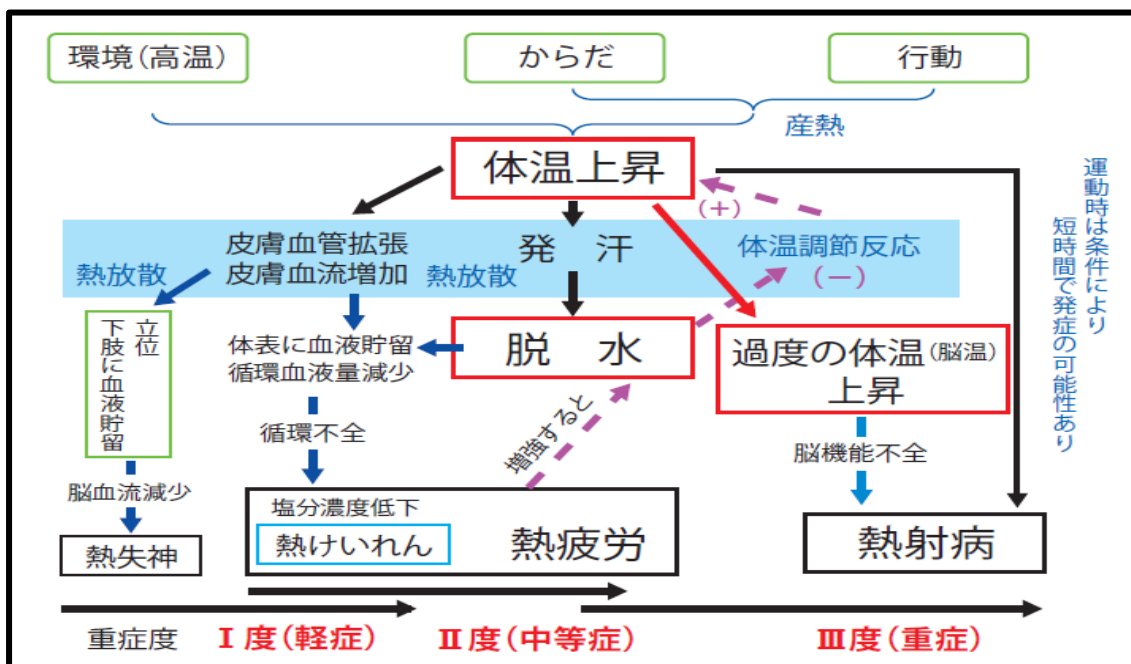 環境(高温)
からだ
行動
産熱
体温上昇
(+)
運動時は条件により
短時間で発症の可能性あり
皮膚血管拡張
皮膚血流増加
熱放散
発 汗
熱放散
体温調節反応
(−)
立位
下肢に血液貯留
体表に血液貯留
循環血液量減少
脱 水
過度の体温(脳温)
上昇
増強すると
循環不全
脳機能不全
脳血流減少
塩分濃度低下
熱けいれん
熱疲労
熱失神
熱射病
重症度
Ⅰ度(軽症)
Ⅱ度(中等症)
Ⅲ度(重症)